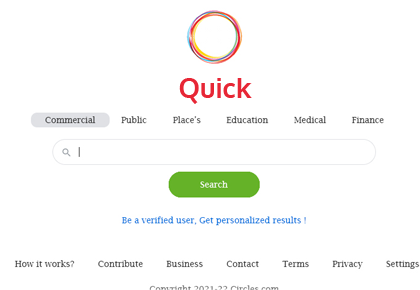 Quick
Commercial Public Place's Education Medical Finance
Search
Be a verified user, Get personalized results !
How it works? Contribute Business Contact Terms Privacy Settings
Copyright 2021-22 Circles.com